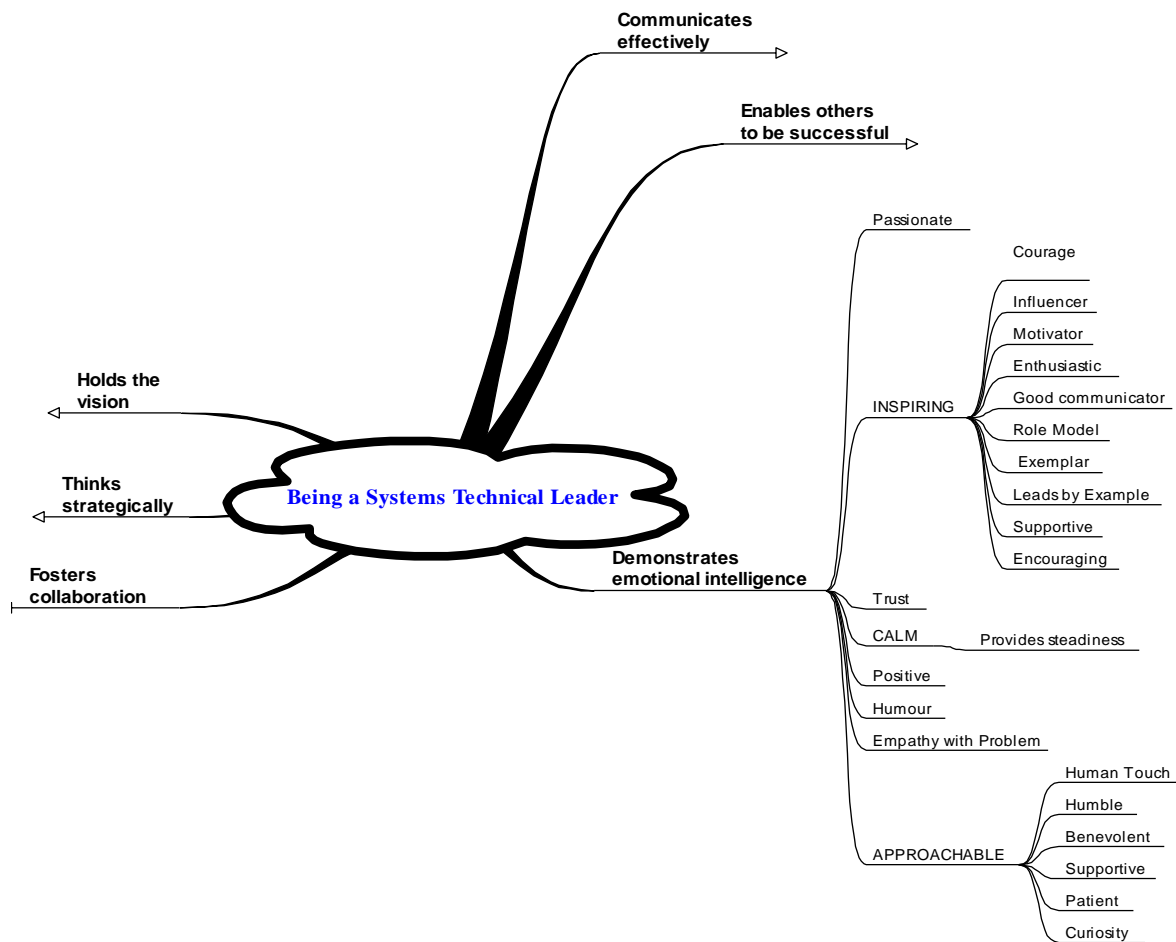 Communicates
effectively
Enables others
to be successful
Holds the
vision
Thinks
strategically
Fosters
collaboration
Being a Systems Technical Leader
Demonstrates
emotional intelligence
Passionate
INSPIRING
Courage
Influencer
Motivator
Enthusiastic
Good communicator
Role Model
Exemplar
Leads by Example
Supportive
Encouraging
Trust
CALM
Provides steadiness
Positive
Humour
Empathy with Problem
APPROACHABLE
Human Touch
Humble
Benevolent
Supportive
Patient
Curiosity